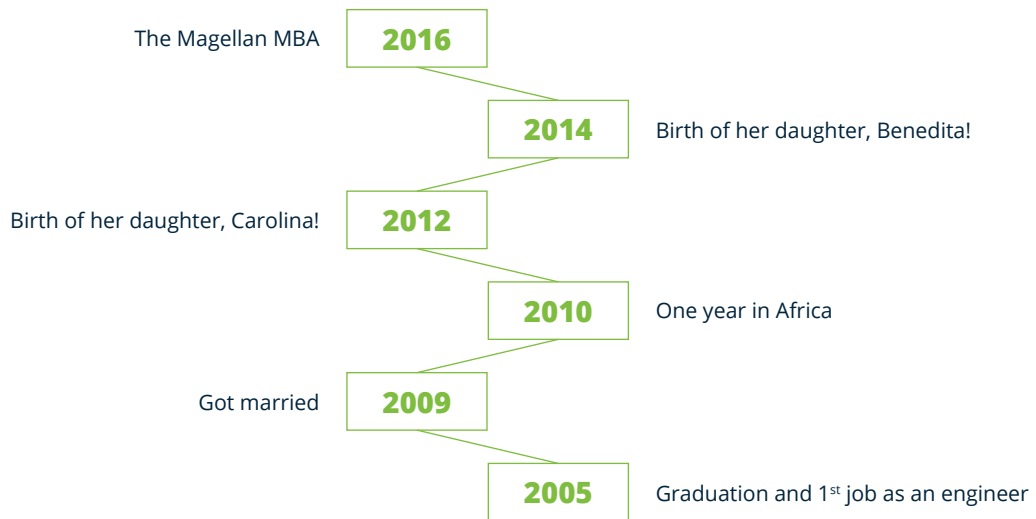 The Magellan MBA
2016
2014
Birth of her daughter, Benedita!
Birth of her daughter, Carolina!
2012
2010
One year in Africa
Got married
2009
2005
Graduation and 1st job as an engineer